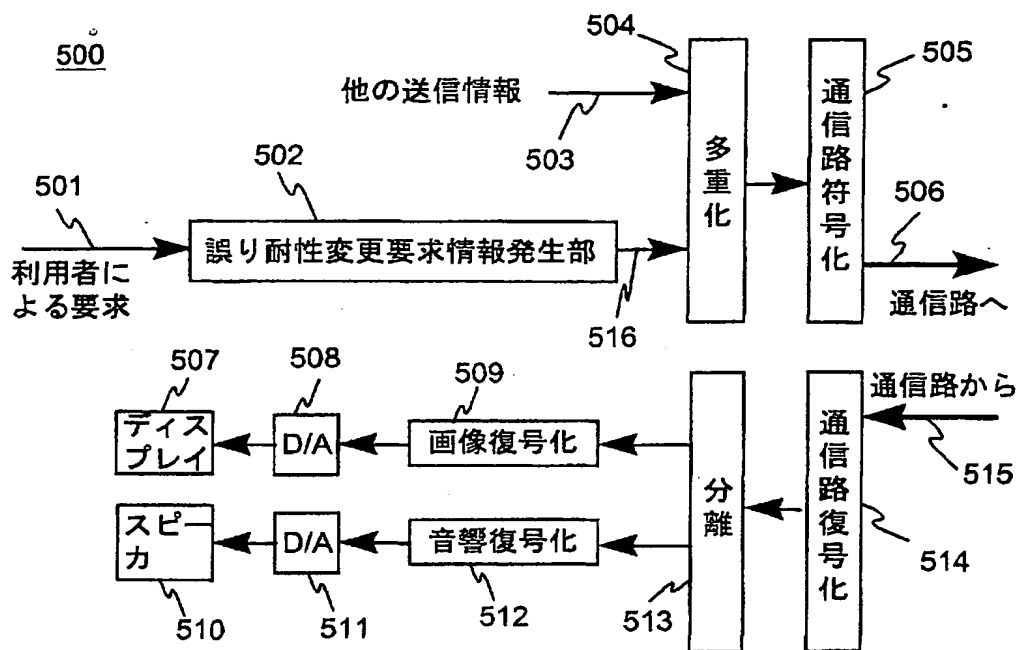 500
504
505
他の送信情報
503
通信路符号化
多重化
501
502
506
誤り耐性変更要求情報発生部
利用者に
よる要求
516
通信路へ
507
508
509
通信路から
ディス
プレイ
D/A
画像復号化
515
分離
通信路復号化
スピー
カ
D/A
音響復号化
514
510
511
512
513